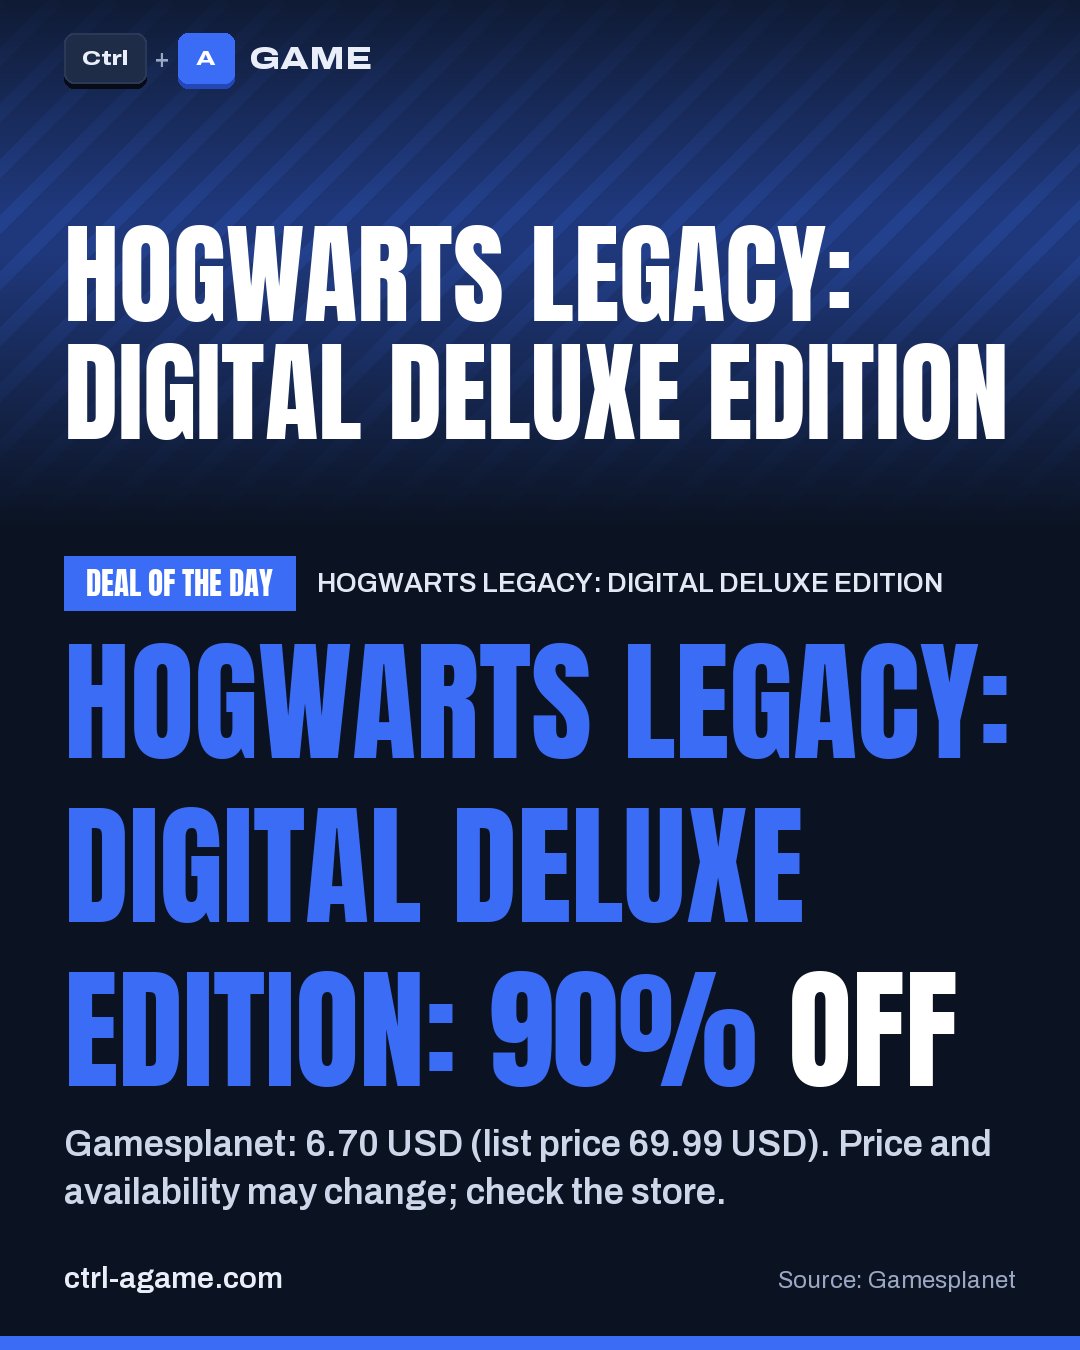 Ctrl + A GAME
HOGWARTS LEGACY:
DIGITAL DELUXE EDITION
DEAL OF THE DAY HOGWARTS LEGACY: DIGITAL DELUXE EDITION
HOGWARTS LEGACY:
DIGITAL DELUXE
EDITION: 90% OFF
Gamesplanet: 6.70 USD (list price 69.99 USD). Price and
availability may change; check the store.
ctrl-agame.com Source: Gamesplanet